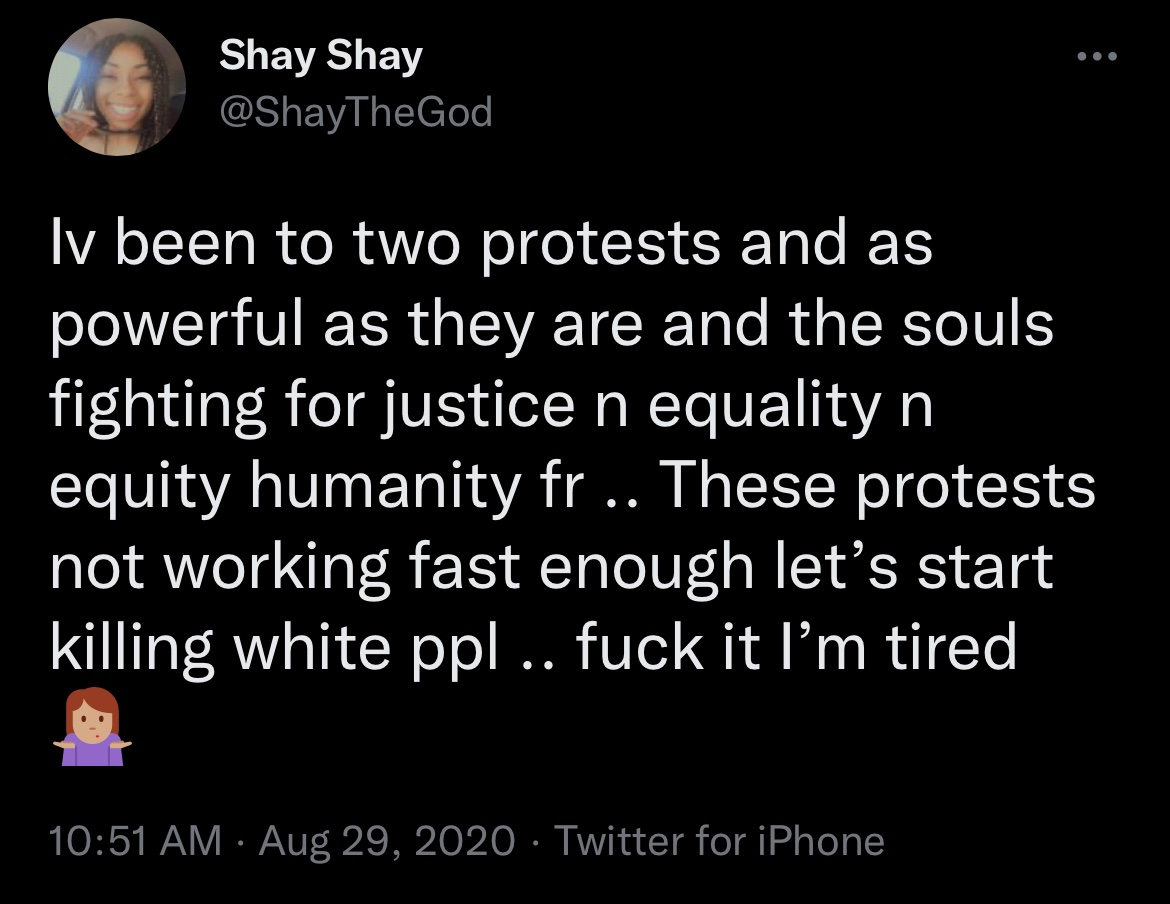 Shay Shay
@ShayTheGod
Iv been to two protests and as
powerful as they are and the souls
fighting for justice n equality n
equity humanity fr .. These protests
not working fast enough let’s start
killing white ppl .. fuck it I’m tired
🤷🏽‍♀️
10:51 AM · Aug 29, 2020 · Twitter for iPhone